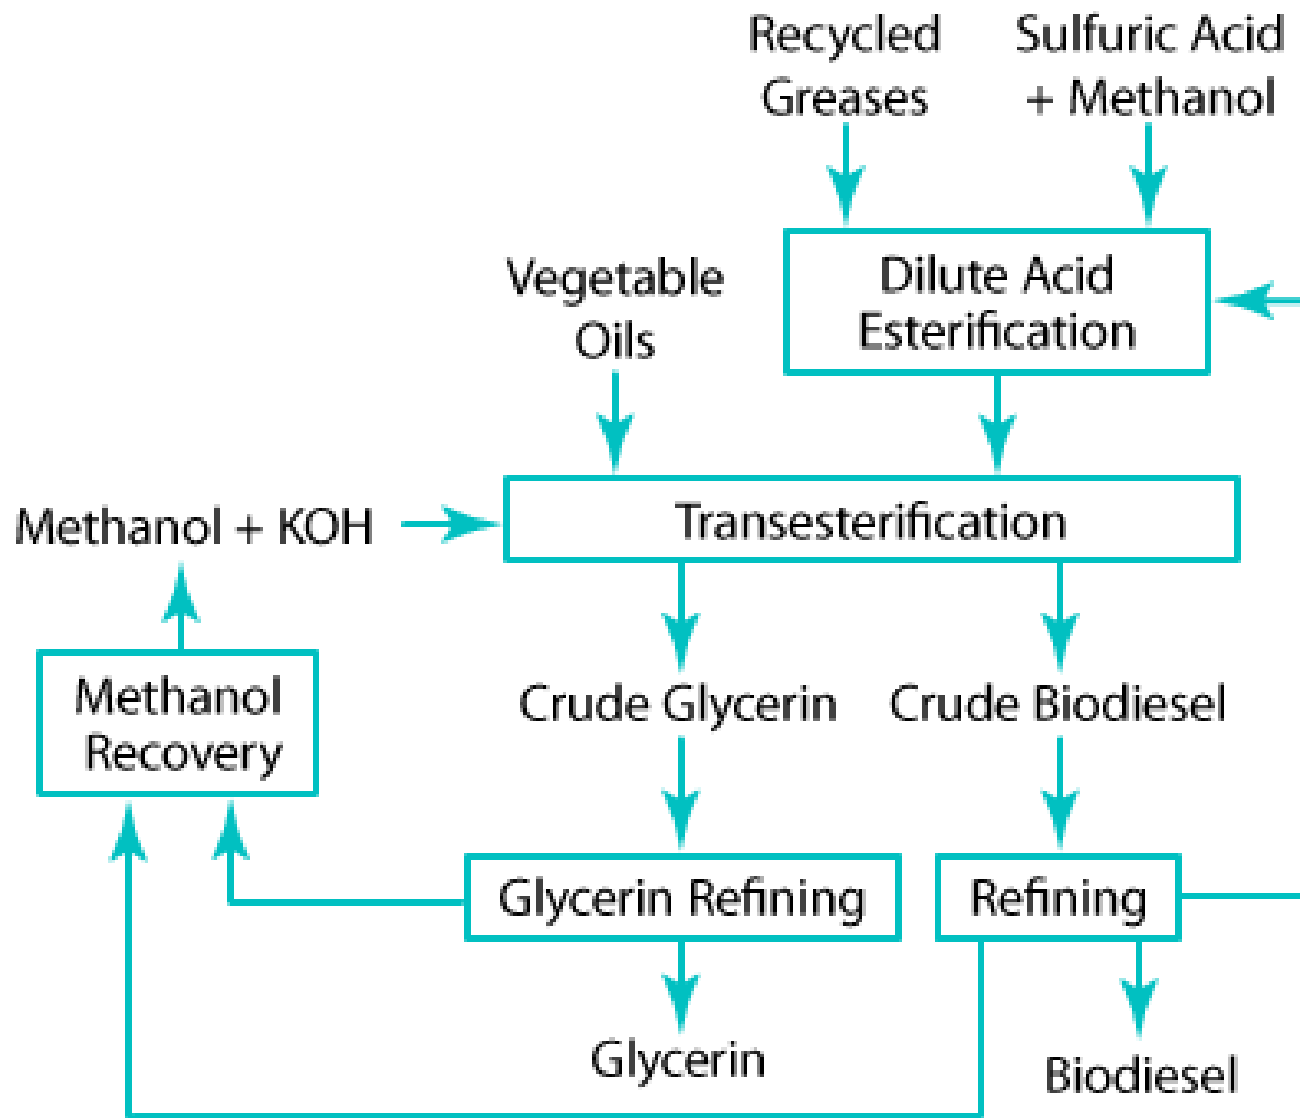 Recycled
Greases
Sulfuric Acid
+ Methanol
Dilute Acid
Esterification
Vegetable
Oils
Methanol + KOH
Transesterification
Methanol
Recovery
Crude Glycerin
Crude Biodiesel
Glycerin Refining
Refining
Glycerin
Biodiesel